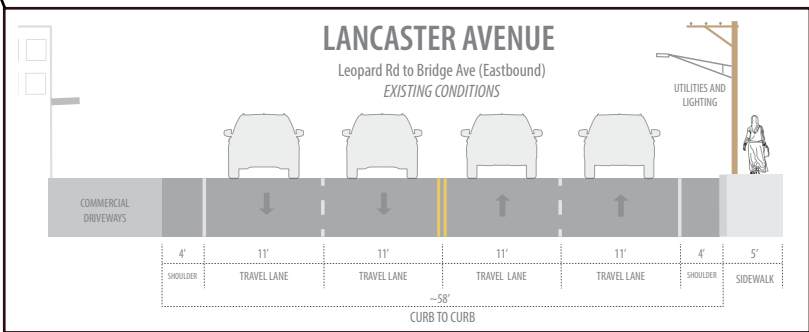 LANCASTER AVENUE
Leopard Rd to Bridge Ave (Eastbound)
EXISTING CONDITIONS
UTILITIES AND
LIGHTING
COMMERCIAL
DRIVEWAYS
4' 11' 11' 11' 11' 4' 5'
SHOULDER TRAVEL LANE TRAVEL LANE TRAVEL LANE TRAVEL LANE SHOULDER SIDEWALK
~58'
CURB TO CURB